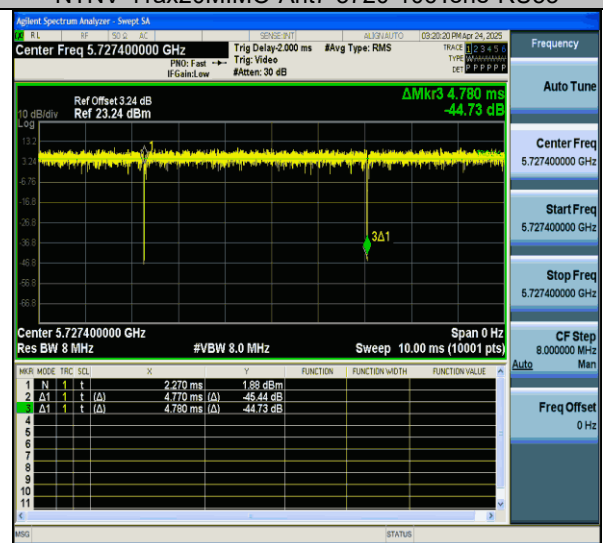 Agilent Spectrum Analyzer - Swept SA
RL RF 50 Ω AC SENSE:INT ALIGN AUTO 03:20:20 PM Apr 24, 2025
Center Freq 5.727400000 GHz
PNO: Fast
IFGain:Low
Trig Delay-2.000 ms
Trig: Video
#Atten: 30 dB
#Avg Type: RMS
TRACE 1 2 3 4 5 6
TYPE
DET P P P P P P
Frequency
ΔMkr3 4.780 ms
-44.73 dB
Ref Offset 3.24 dB
10 dB/div Ref 23.24 dBm
Log
13.2
3.24
-6.76
-16.8
-26.8
-36.8
-46.8
-56.8
-66.8
1
3Δ1
Center 5.727400000 GHz Span 0 Hz
Res BW 8 MHz #VBW 8.0 MHz Sweep 10.00 ms (10001 pts)
MKR MODE TRC SCL X Y FUNCTION FUNCTION WIDTH FUNCTION VALUE
1 N 1 t 2.270 ms 1.88 dBm
2 Δ1 1 t (Δ) 4.770 ms (Δ) -45.44 dB
3 Δ1 1 t (Δ) 4.780 ms (Δ) -44.73 dB
4
5
6
7
8
9
10
11
MSG STATUS
Auto Tune
Center Freq
5.727400000 GHz
Start Freq
5.727400000 GHz
Stop Freq
5.727400000 GHz
CF Step
8.000000 MHz
Auto Man
Freq Offset
0 Hz